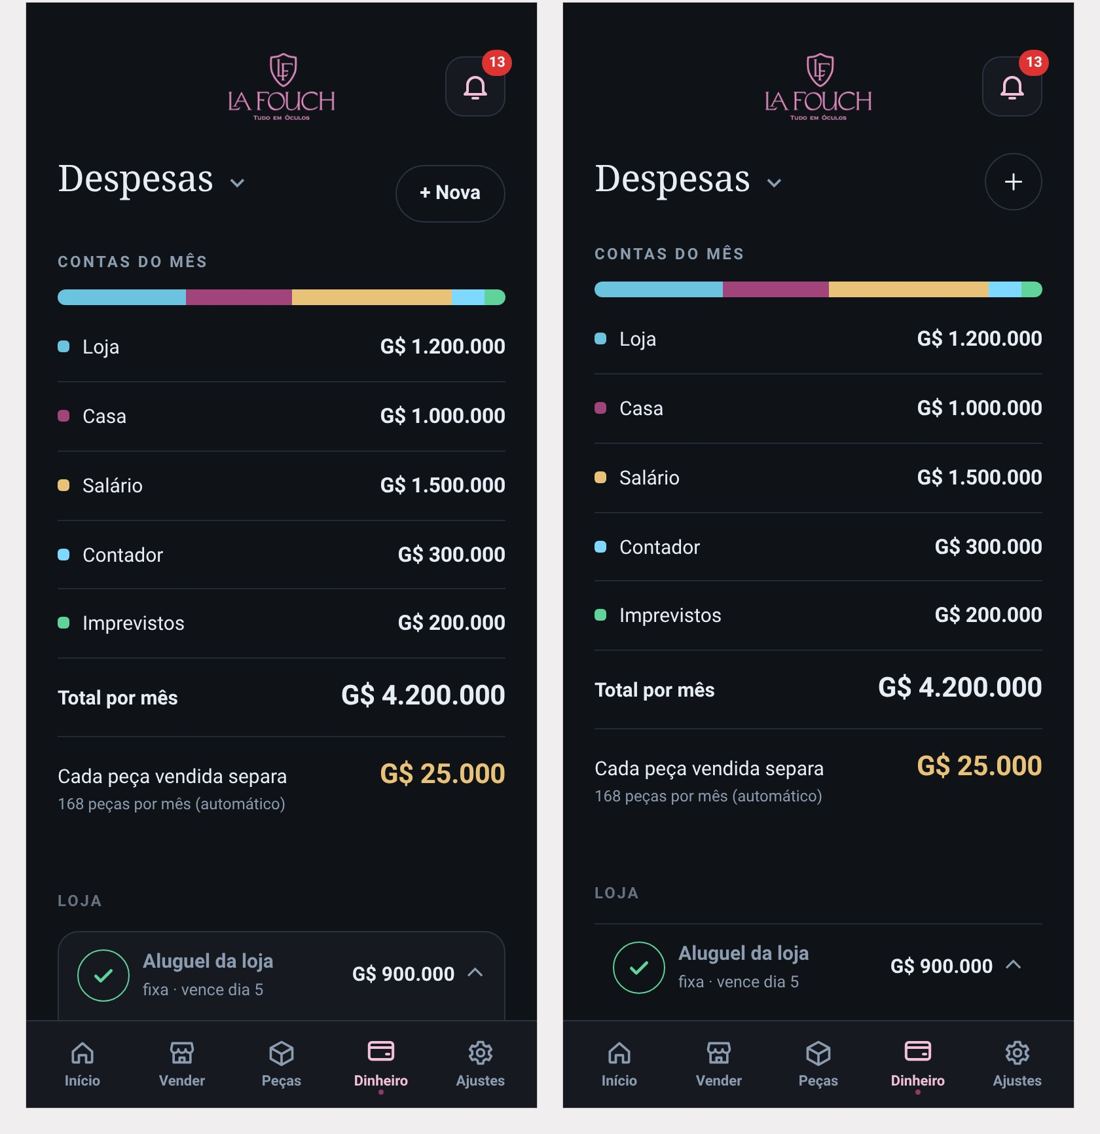 LF
LA FOUCH
TUDO EM ÓCULOS
13
Despesas
+ Nova
CONTAS DO MÊS
Loja G$ 1.200.000
Casa G$ 1.000.000
Salário G$ 1.500.000
Contador G$ 300.000
Imprevistos G$ 200.000
Total por mês G$ 4.200.000
Cada peça vendida separa G$ 25.000
168 peças por mês (automático)
LOJA
Aluguel da loja G$ 900.000
fixa · vence dia 5
Início Vender Peças Dinheiro Ajustes
LF
LA FOUCH
TUDO EM ÓCULOS
13
Despesas
+
CONTAS DO MÊS
Loja G$ 1.200.000
Casa G$ 1.000.000
Salário G$ 1.500.000
Contador G$ 300.000
Imprevistos G$ 200.000
Total por mês G$ 4.200.000
Cada peça vendida separa G$ 25.000
168 peças por mês (automático)
LOJA
Aluguel da loja G$ 900.000
fixa · vence dia 5
Início Vender Peças Dinheiro Ajustes